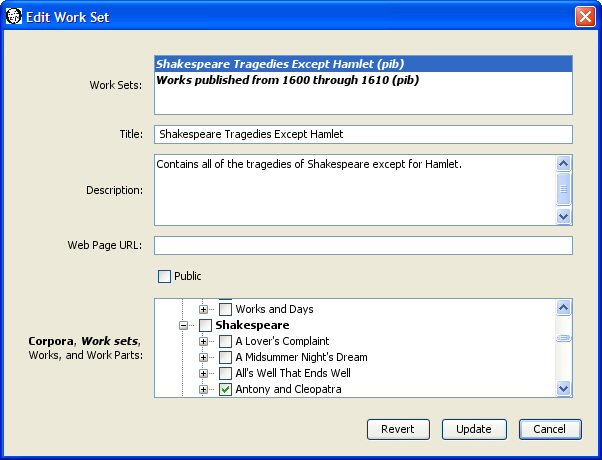 Edit Work Set
Work Sets:
Shakespeare Tragedies Except Hamlet (pib)
Works published from 1600 through 1610 (pib)
Title: Shakespeare Tragedies Except Hamlet
Description:
Contains all of the tragedies of Shakespeare except for Hamlet.
Web Page URL:
Public
Corpora, Work sets,
Works, and Work Parts:
Works and Days
Shakespeare
A Lover's Complaint
A Midsummer Night's Dream
All's Well That Ends Well
Antony and Cleopatra
Revert Update Cancel